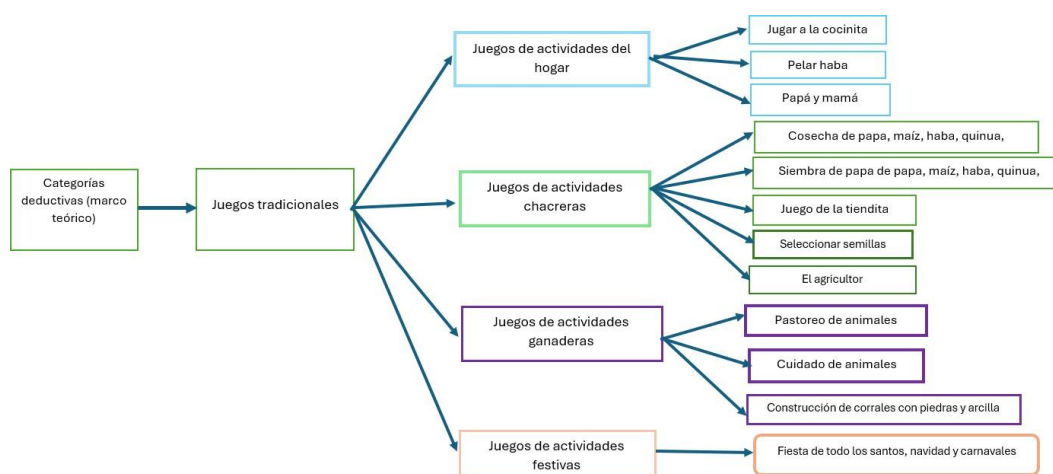 Categorías
deductivas (marco
teórico)
Juegos tradicionales
Juegos de actividades del
hogar
Jugar a la cocinita
Pelar haba
Papá y mamá
Juegos de actividades
chacreras
Cosecha de papa, maíz, haba, quinua,
Siembra de papa de papa, maíz, haba, quinua,
Juego de la tiendita
Seleccionar semillas
El agricultor
Juegos de actividades
ganaderas
Pastoreo de animales
Cuidado de animales
Construcción de corrales con piedras y arcilla
Juegos de actividades
festivas
Fiesta de todo los santos, navidad y carnavales